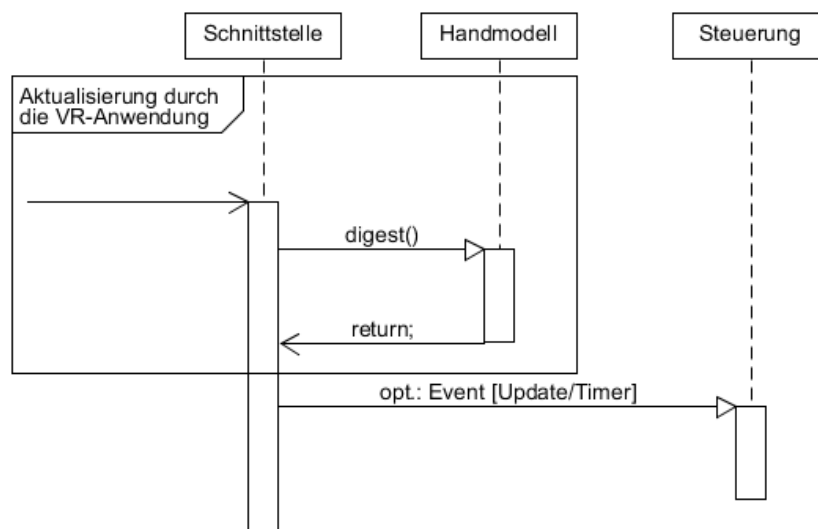 Schnittstelle
Handmodell
Steuerung
Aktualisierung durch
die VR-Anwendung
digest()
return;
opt.: Event [Update/Timer]